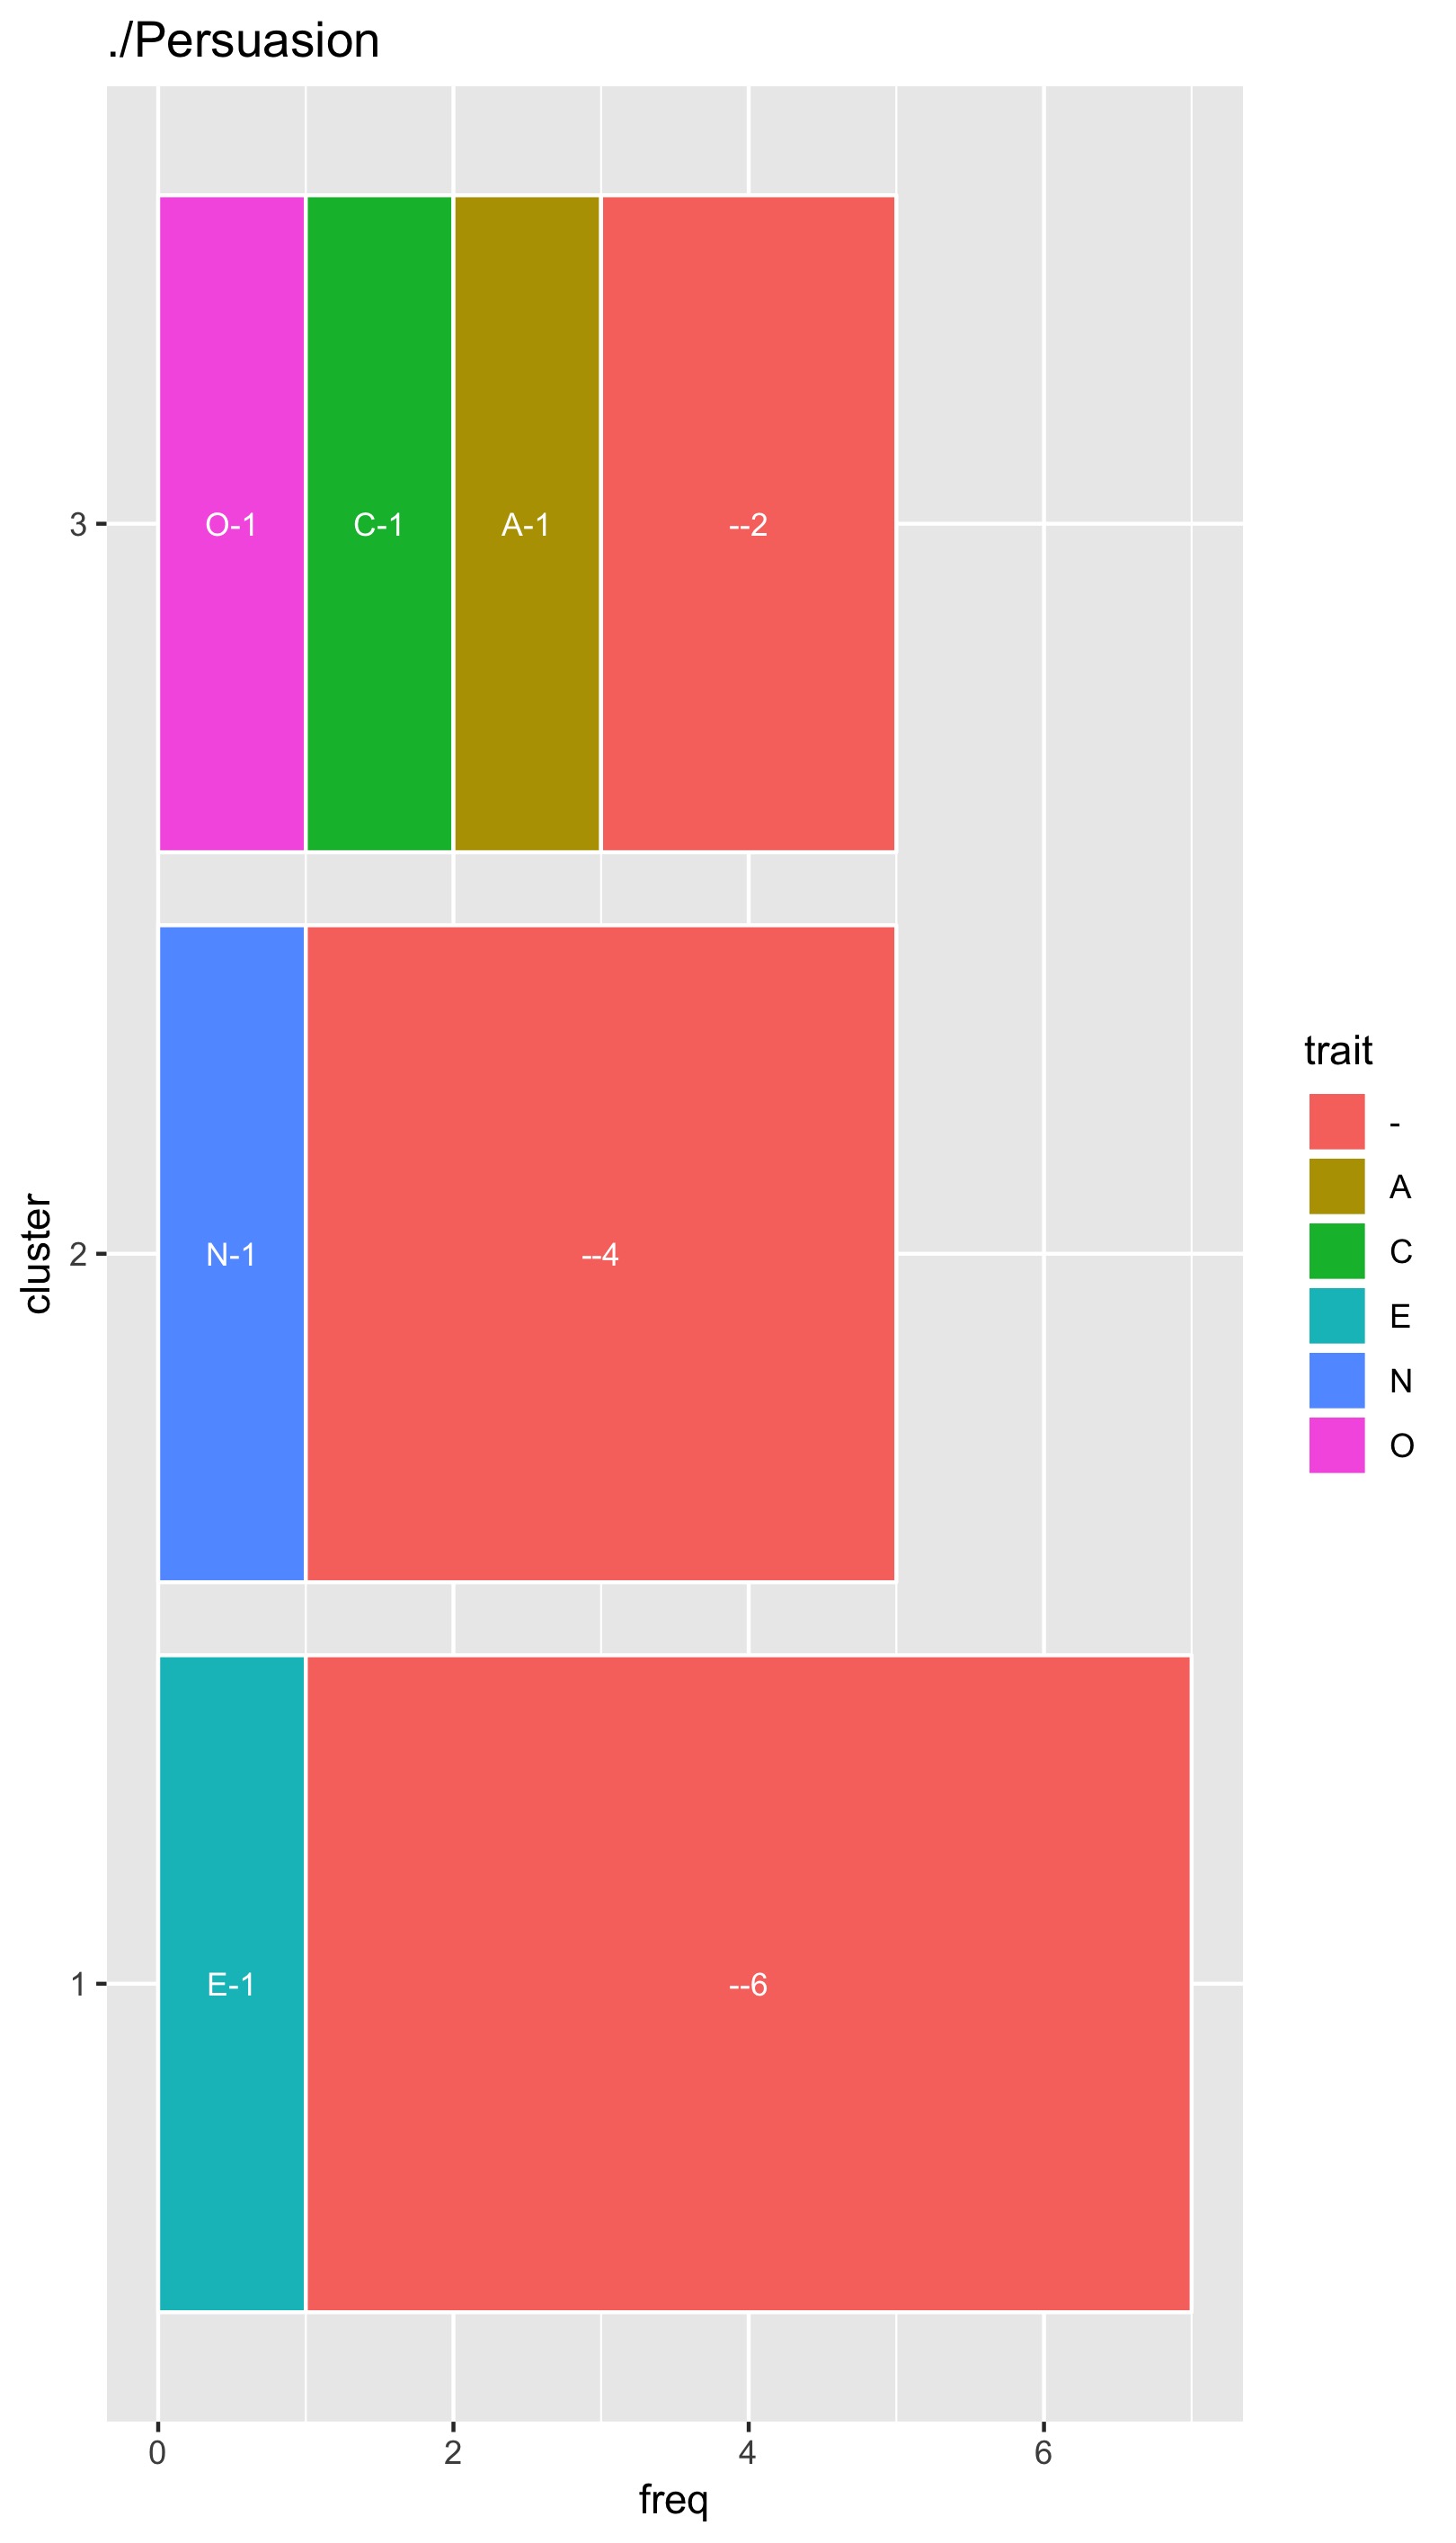 ./Persuasion
3
O-1
C-1
A-1
--2
2
N-1
--4
1
E-1
--6
cluster
0
2
4
6
freq
trait
-
A
C
E
N
O